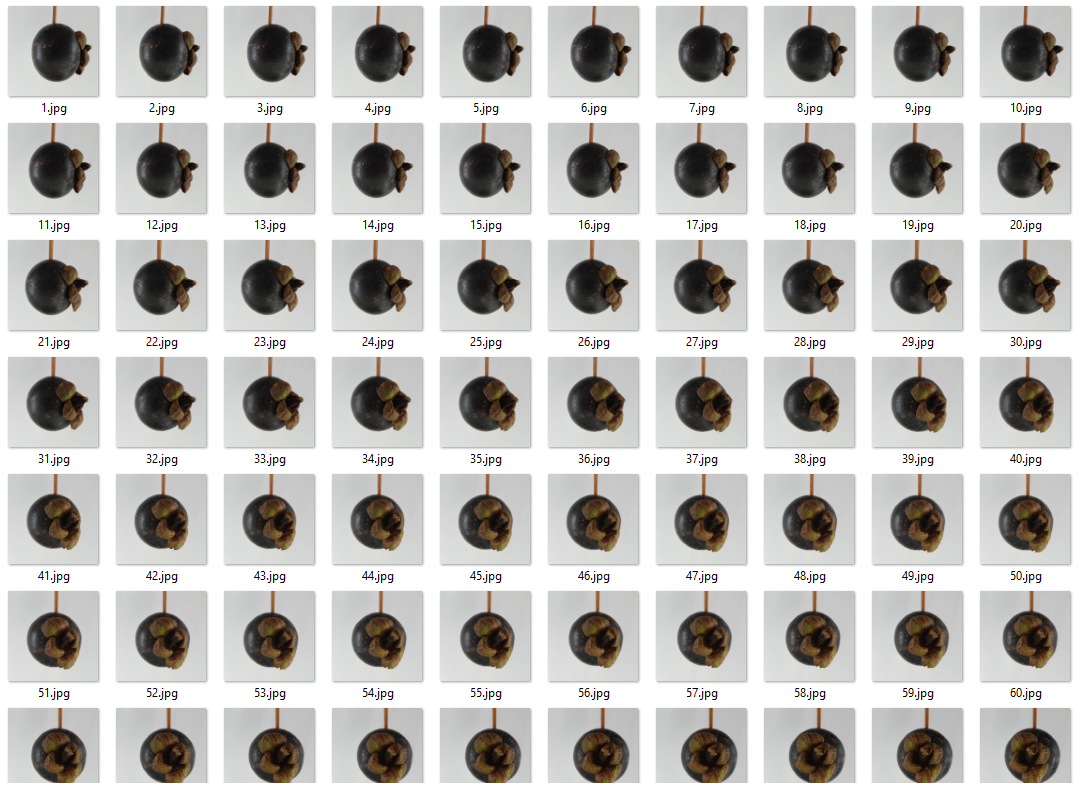 1.jpg 2.jpg 3.jpg 4.jpg 5.jpg 6.jpg 7.jpg 8.jpg 9.jpg 10.jpg
11.jpg 12.jpg 13.jpg 14.jpg 15.jpg 16.jpg 17.jpg 18.jpg 19.jpg 20.jpg
21.jpg 22.jpg 23.jpg 24.jpg 25.jpg 26.jpg 27.jpg 28.jpg 29.jpg 30.jpg
31.jpg 32.jpg 33.jpg 34.jpg 35.jpg 36.jpg 37.jpg 38.jpg 39.jpg 40.jpg
41.jpg 42.jpg 43.jpg 44.jpg 45.jpg 46.jpg 47.jpg 48.jpg 49.jpg 50.jpg
51.jpg 52.jpg 53.jpg 54.jpg 55.jpg 56.jpg 57.jpg 58.jpg 59.jpg 60.jpg